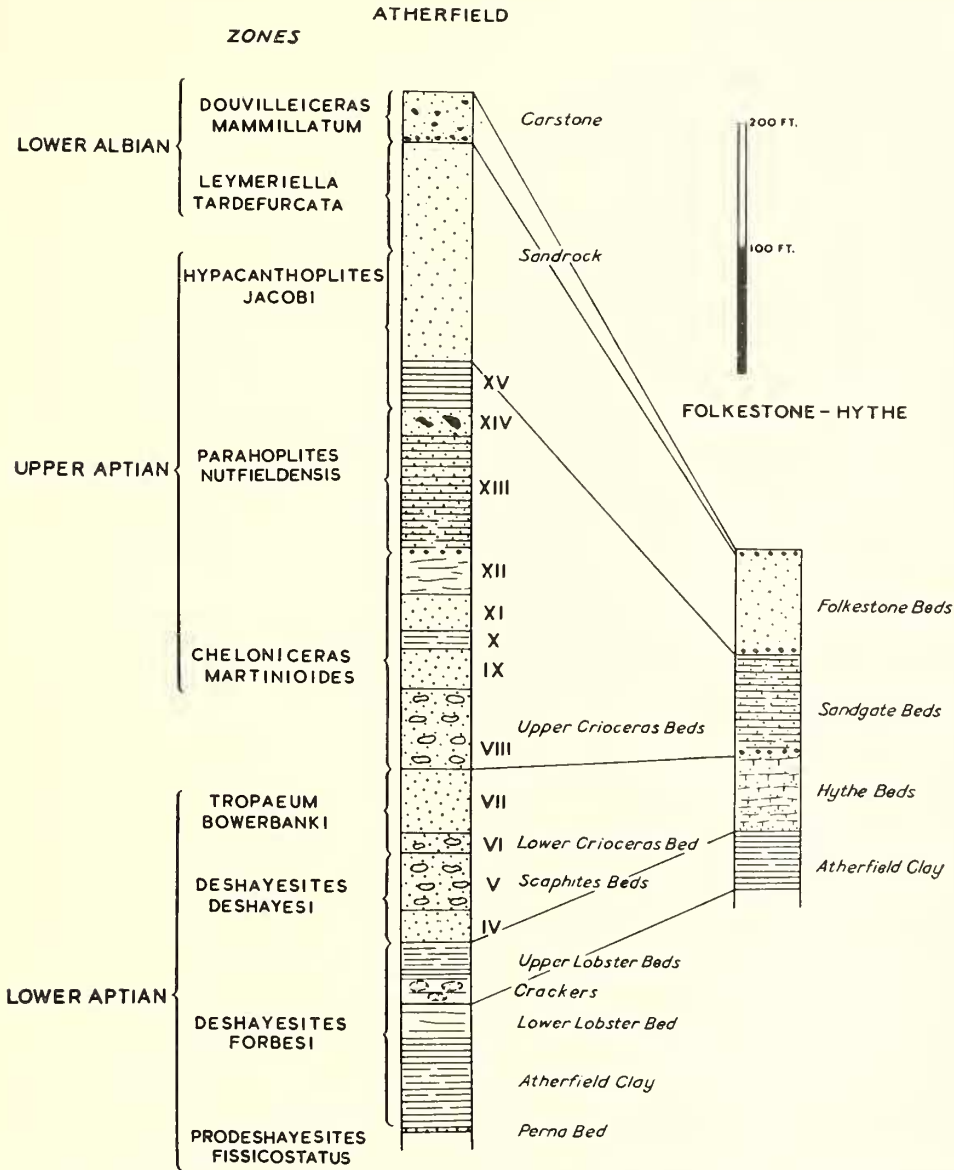 ATHERFIELD
ZONES
LOWER ALBIAN
DOUVILLEICERAS
MAMMILLATUM
LEYMERIELLA
TARDEFURCATA
UPPER APTIAN
HYPACANTHOPLITES
JACOBI
PARAHOPLITES
NUTFIELDENSIS
CHELONICERAS
MARTINIOIDES
LOWER APTIAN
TROPAEUM
BOWERBANKI
DESHAYESITES
DESHAYESI
DESHAYESITES
FORBESI
PRODESHAYESITES
FISSICOSTATUS
Carstone
Sandrock
XV
XIV
XIII
XII
XI
X
IX
Upper Crioceras Beds
VIII
VII
VI Lower Crioceras Bed
V Scaphites Beds
IV
Upper Lobster Beds
Crackers
Lower Lobster Bed
Atherfield Clay
Perna Bed
200 FT.
100 FT.
FOLKESTONE - HYTHE
Folkestone Beds
Sandgate Beds
Hythe Beds
Atherfield Clay